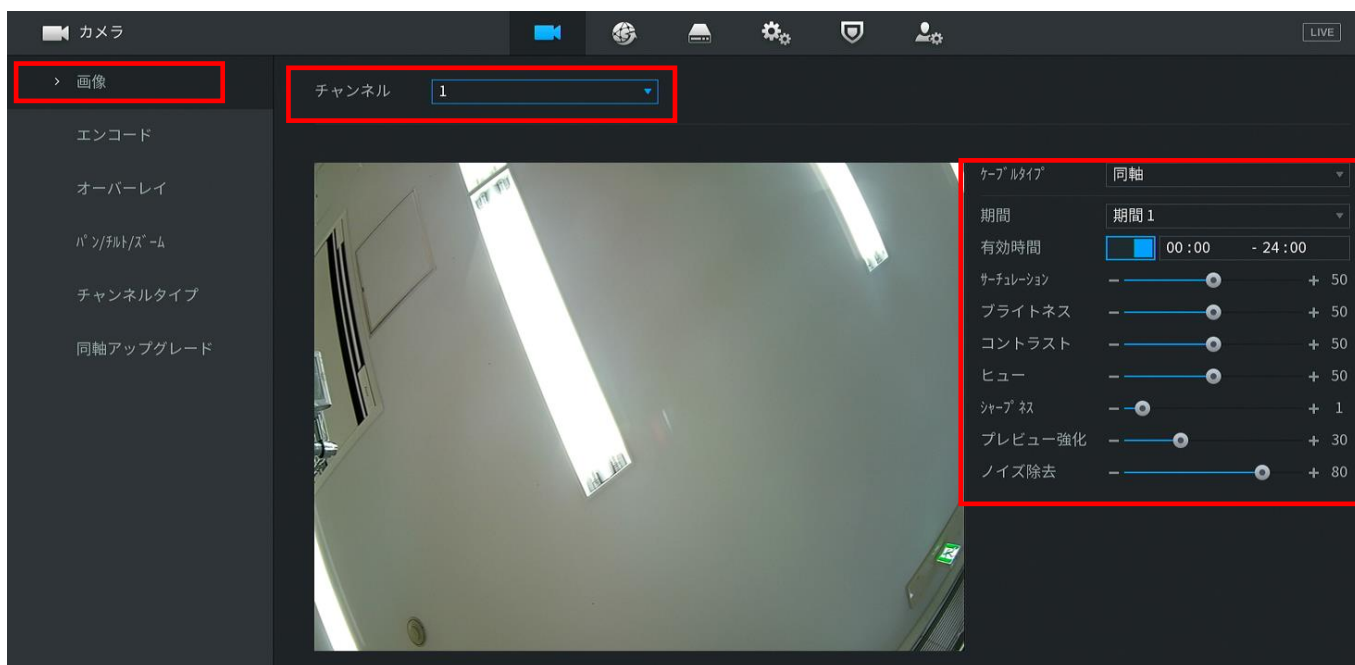 カメラ
LIVE
画像
エンコード
オーバーレイ
ﾊﾟﾝ/ﾁﾙﾄ/ｽﾞｰﾑ
チャンネルタイプ
同軸アップグレード
チャンネル 1
ｹｰﾌﾞﾙﾀｲﾌﾟ 同軸
期間 期間 1
有効時間 00:00 - 24:00
ｻｰﾁｭﾚｰｼｮﾝ - + 50
ブライトネス - + 50
コントラスト - + 50
ヒュー - + 50
ｼｬｰﾌﾟﾈｽ - + 1
プレビュー強化 - + 30
ノイズ除去 - + 80